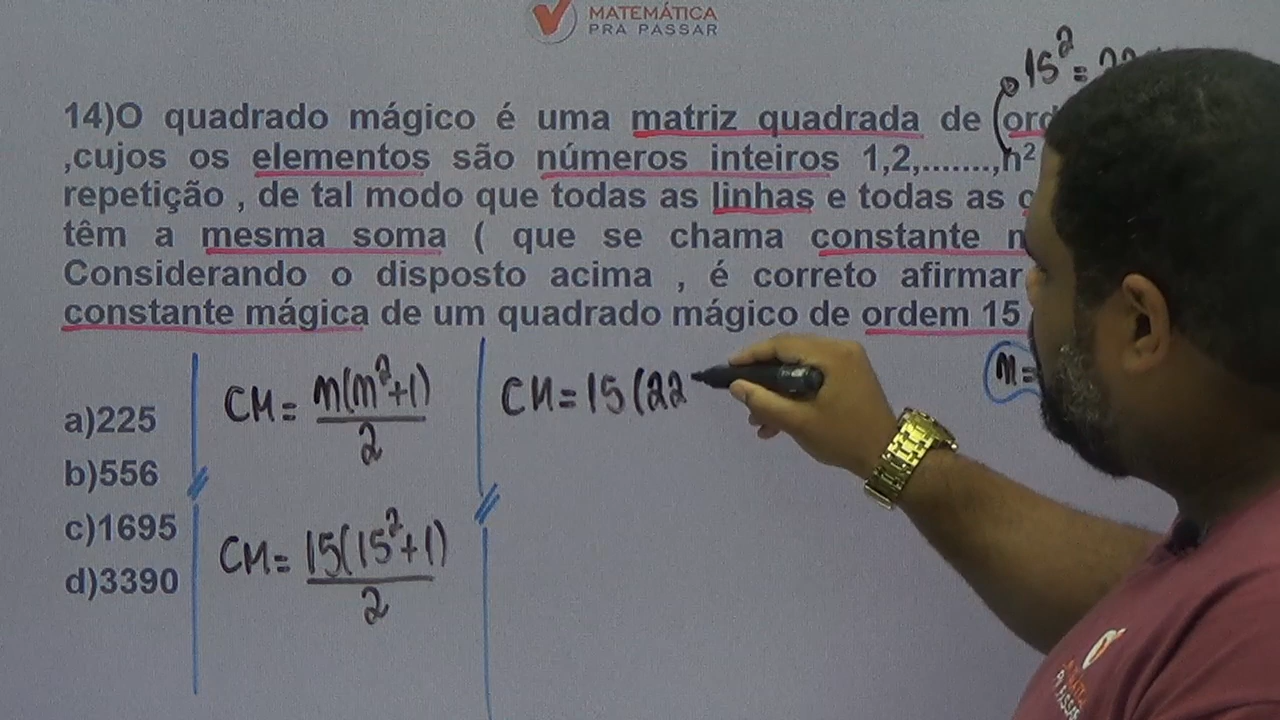 MATEMÁTICA
PRA PASSAR
15² = 22
14)O quadrado mágico é uma matriz quadrada de
,cujos os elementos são números inteiros 1,2,.......,n²
repetição , de tal modo que todas as linhas e todas as
têm a mesma soma ( que se chama constante
Considerando o disposto acima , é correto afirmar
constante mágica de um quadrado mágico de ordem 15
n=
a)225
b)556
c)1695
d)3390
CM = n(n²+1)
2
CM = 15(15²+1)
2
CM = 15(22